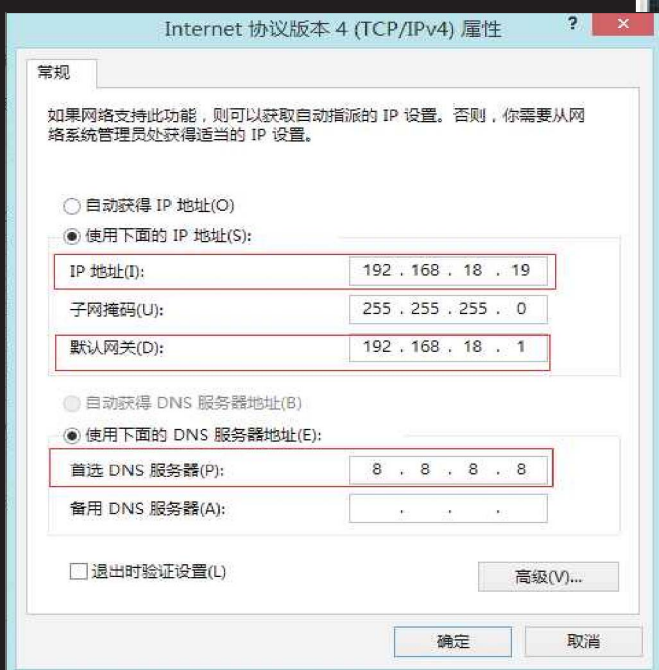 Internet 协议版本 4 (TCP/IPv4) 属性
?
×
常规
如果网络支持此功能，则可以获取自动指派的 IP 设置。否则，你需要从网
络系统管理员处获得适当的 IP 设置。
自动获得 IP 地址(O)
使用下面的 IP 地址(S):
IP 地址(I): 192 . 168 . 18 . 19
子网掩码(U): 255 . 255 . 255 . 0
默认网关(D): 192 . 168 . 18 . 1
自动获得 DNS 服务器地址(B)
使用下面的 DNS 服务器地址(E):
首选 DNS 服务器(P): 8 . 8 . 8 . 8
备用 DNS 服务器(A): . . .
退出时验证设置(L)
高级(V)...
确定 取消